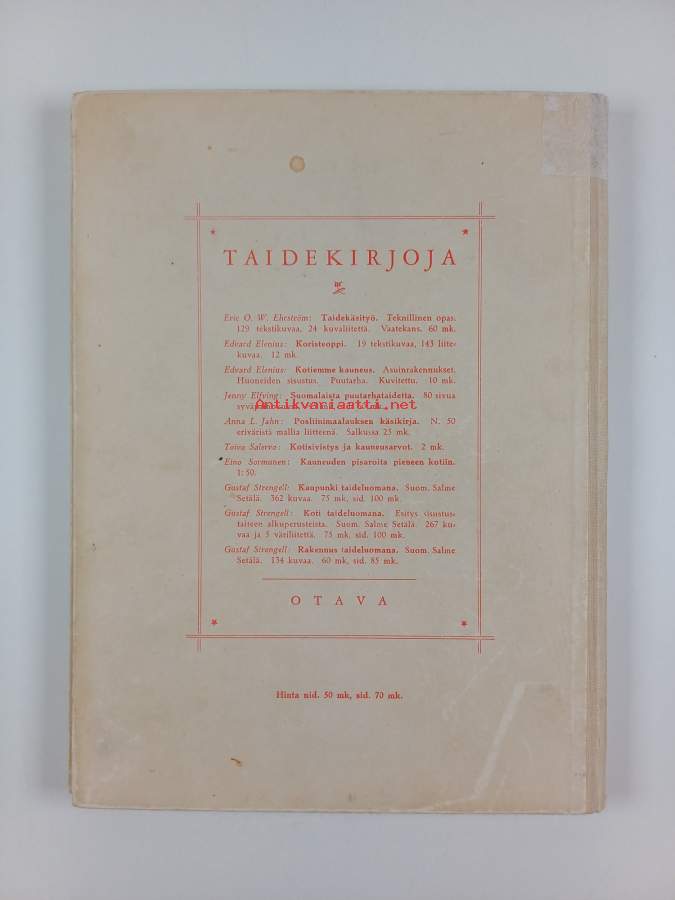 TAIDEKIRJOJA
Eric O. W. Ehrström: Taidekäsityö. Teknillinen opas.
129 tekstikuvaa, 24 kuvaliitettä. Vaatekans. 60 mk.
Edvard Elenius: Koristeoppi. 19 tekstikuvaa, 143 liite-
kuvaa. 12 mk.
Edvard Elenius: Kotiemme kauneus. Asuinrakennukset.
Huoneiden sisustus. Puutarha. Kuvitettu. 10 mk.
Jenny Elfving: Suomalaista puutarhataidetta. 80 sivua
Antikvariaatti.net
Anna L. Jahn: Posliinimaalauksen käsikirja. N. 50
eriväristä mallia liitteenä. Salkussa 25 mk.
Toivo Salervo: Kotisivistys ja kauneusarvot. 2 mk.
Eino Sormunen: Kauneuden pisaroita pieneen kotiin.
1:50.
Gustaf Strengell: Kaupunki taideluomana. Suom. Salme
Setälä. 362 kuvaa. 75 mk, sid. 100 mk.
Gustaf Strengell: Koti taideluomana. Esitys sisustus-
taiteen alkuperusteista. Suom. Salme Setälä. 267 ku-
vaa ja 5 väriliitettä. 75 mk, sid. 100 mk.
Gustaf Strengell: Rakennus taideluomana. Suom. Salme
Setälä. 134 kuvaa. 60 mk, sid. 85 mk.
OTAVA
Hinta nid. 50 mk, sid. 70 mk.